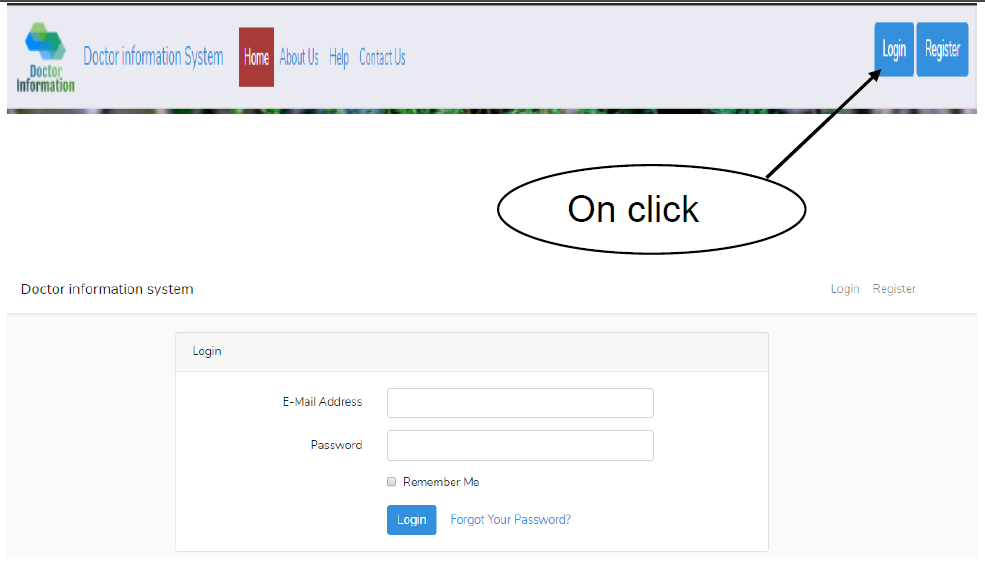 Doctor
Information
Doctor information System Home About Us Help Contact Us Login Register
On click
Doctor information system Login Register
Login
E-Mail Address
Password
Remember Me
Login Forgot Your Password?